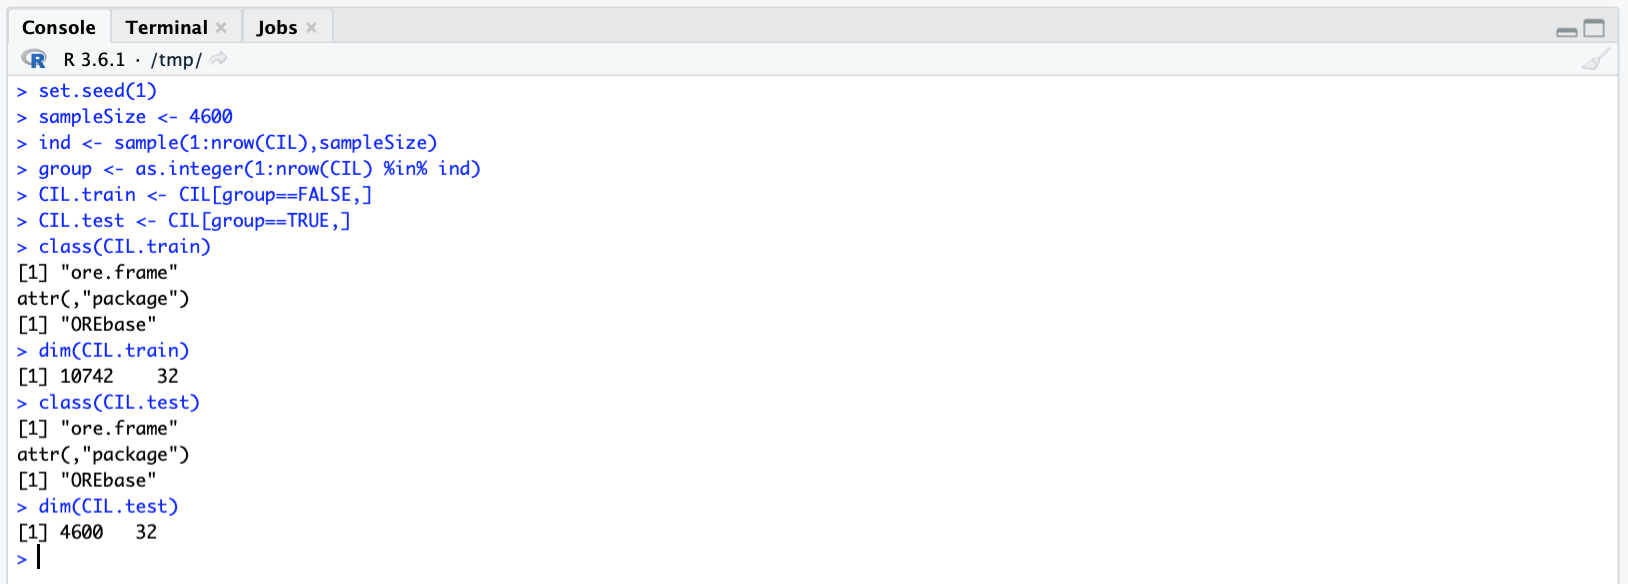 Console Terminal × Jobs ×
R R 3.6.1 · /tmp/
> set.seed(1)
> sampleSize <- 4600
> ind <- sample(1:nrow(CIL),sampleSize)
> group <- as.integer(1:nrow(CIL) %in% ind)
> CIL.train <- CIL[group==FALSE,]
> CIL.test <- CIL[group==TRUE,]
> class(CIL.train)
[1] "ore.frame"
attr(,"package")
[1] "OREbase"
> dim(CIL.train)
[1] 10742    32
> class(CIL.test)
[1] "ore.frame"
attr(,"package")
[1] "OREbase"
> dim(CIL.test)
[1] 4600   32
>